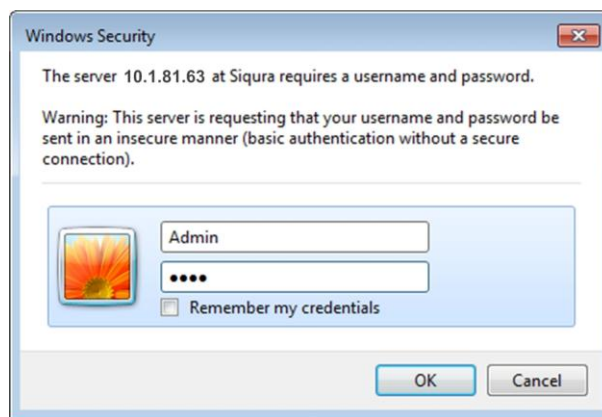 Windows Security
The server 10.1.81.63 at Siqura requires a username and password.
Warning: This server is requesting that your username and password be
sent in an insecure manner (basic authentication without a secure
connection).
Admin
••••
Remember my credentials
OK Cancel